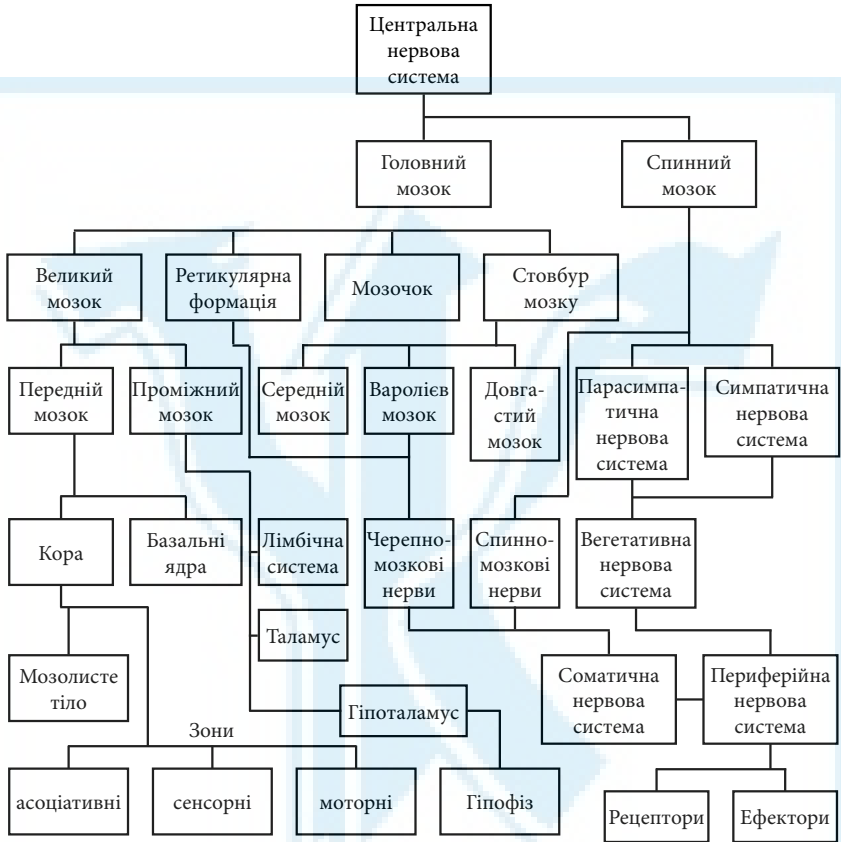 Центральна
нервова
система
Головний
мозок
Спинний
мозок
Великий
мозок
Ретикулярна
формація
Мозочок
Стовбур
мозку
Передній
мозок
Проміжний
мозок
Середній
мозок
Варолієв
мозок
Довга-
стий
мозок
Парасимпа-
тична
нервова
система
Симпатична
нервова
система
Кора
Базальні
ядра
Лімбічна
система
Черепно-
мозкові
нерви
Спинно-
мозкові
нерви
Вегетативна
нервова
система
Таламус
Мозолисте
тіло
Соматична
нервова
система
Периферійна
нервова
система
Гіпоталамус
Зони
асоціативні
сенсорні
моторні
Гіпофіз
Рецептори
Ефектори